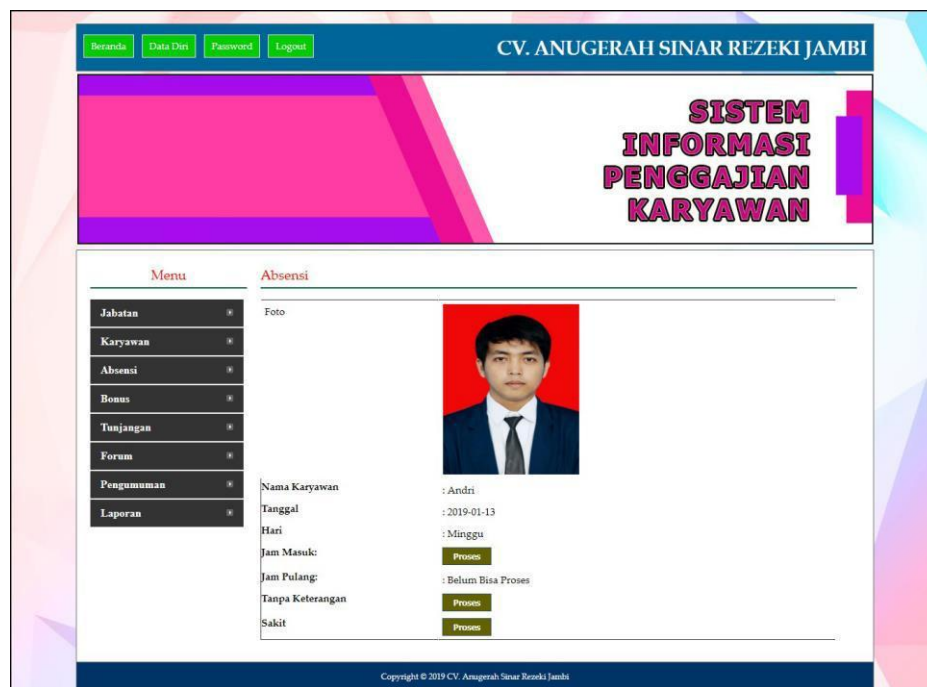 Beranda Data Diri Password Logout CV. ANUGERAH SINAR REZEKI JAMBI
SISTEM
INFORMASI
PENGGAJIAN
KARYAWAN
Menu
Jabatan
Karyawan
Absensi
Bonus
Tunjangan
Forum
Pengumuman
Laporan
Absensi
Foto
Nama Karyawan : Andri
Tanggal : 2019-01-13
Hari : Minggu
Jam Masuk: Proses
Jam Pulang: : Belum Bisa Proses
Tanpa Keterangan Proses
Sakit Proses
Copyright © 2019 CV. Anugerah Sinar Rezeki Jambi